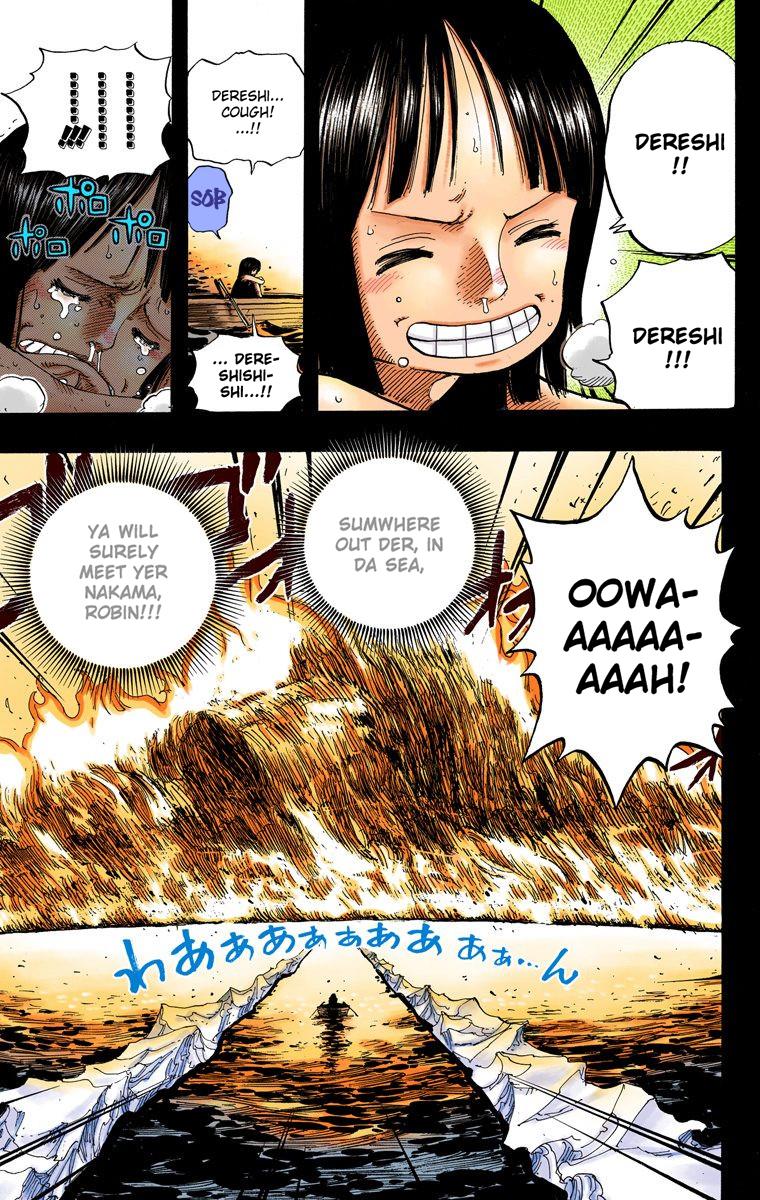 DERESHI
!!
DERESHI
!!!
DERESHI...
COUGH!
...!!
SOB
... DERE-
SHISHI-
SHI...!!
!!!
ポロ
ポロ
ポロ
OOWA-
AAAAA-
AAAH!
SUMWHERE
OUT DER, IN
DA SEA,
YA WILL
SURELY
MEET YER
NAKAMA,
ROBIN!!!
わあぁあぁぁあああぁ...ん